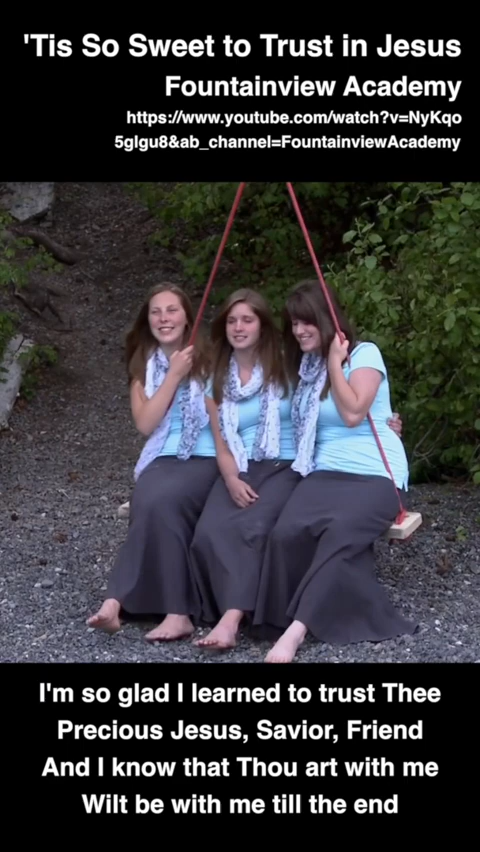 'Tis So Sweet to Trust in Jesus
Fountainview Academy
https://www.youtube.com/watch?v=NyKqo
5glgu8&ab_channel=FountainviewAcademy
I'm so glad I learned to trust Thee
Precious Jesus, Savior, Friend
And I know that Thou art with me
Wilt be with me till the end